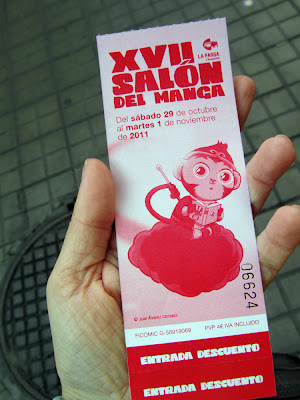 XVII
SALÓN
DEL MANGA
LA FARGA
Del sábado 29 de octubre
al martes 1 de noviembre
de 2011
06624
FICOMIC G-58919069
PVP 4€ IVA INCLUIDO
ENTRADA DESCUENTO
ENTRADA DESCUENTO